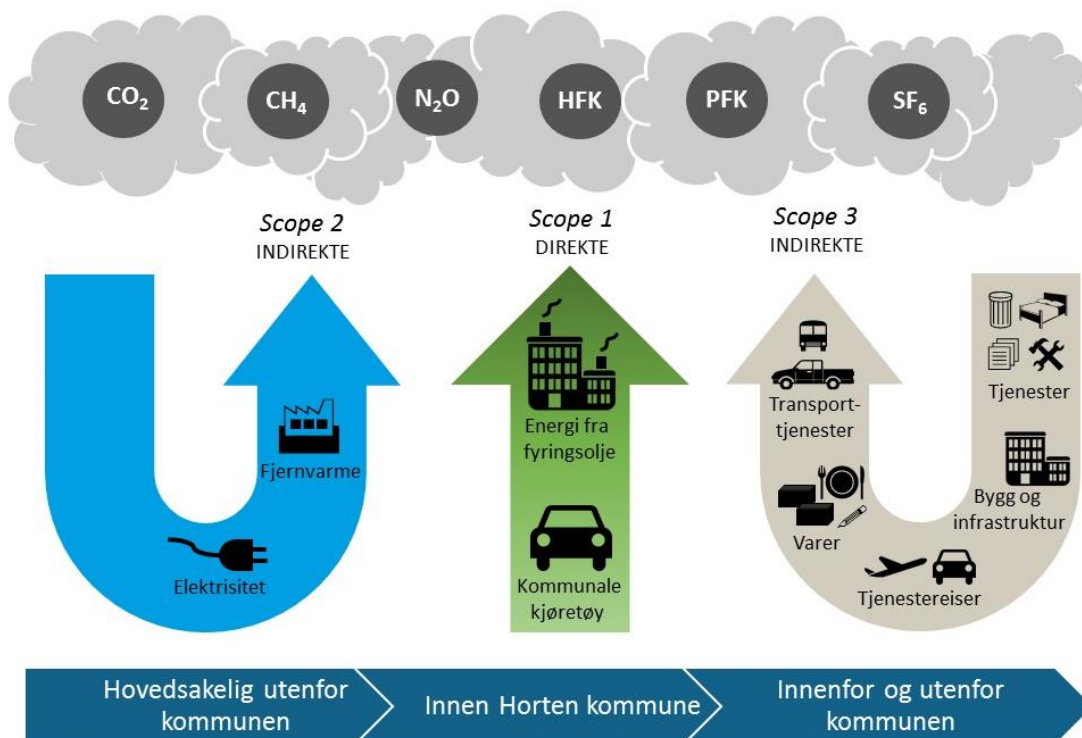 CO₂
CH₄
N₂O
HFK
PFK
SF₆
Scope 2
INDIREKTE
Scope 1
DIREKTE
Scope 3
INDIREKTE
Fjernvarme
Elektrisitet
Energi fra
fyringsolje
Kommunale
kjøretøy
Transport-
tjenester
Varer
Tjenestereiser
Tjenester
Bygg og
infrastruktur
Hovedsakelig utenfor
kommunen
Innen Horten kommune
Innenfor og utenfor
kommunen